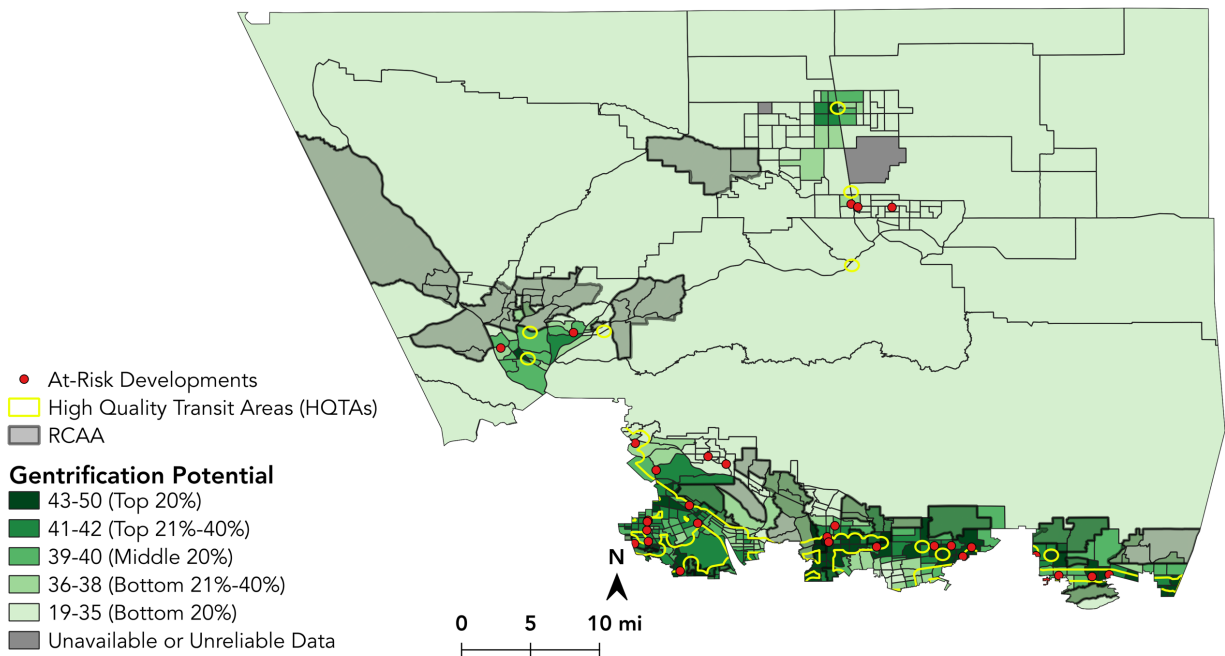 At-Risk Developments
High Quality Transit Areas (HQTAs)
RCAA
Gentrification Potential
43-50 (Top 20%)
41-42 (Top 21%-40%)
39-40 (Middle 20%)
36-38 (Bottom 21%-40%)
19-35 (Bottom 20%)
Unavailable or Unreliable Data
N
0 5 10 mi